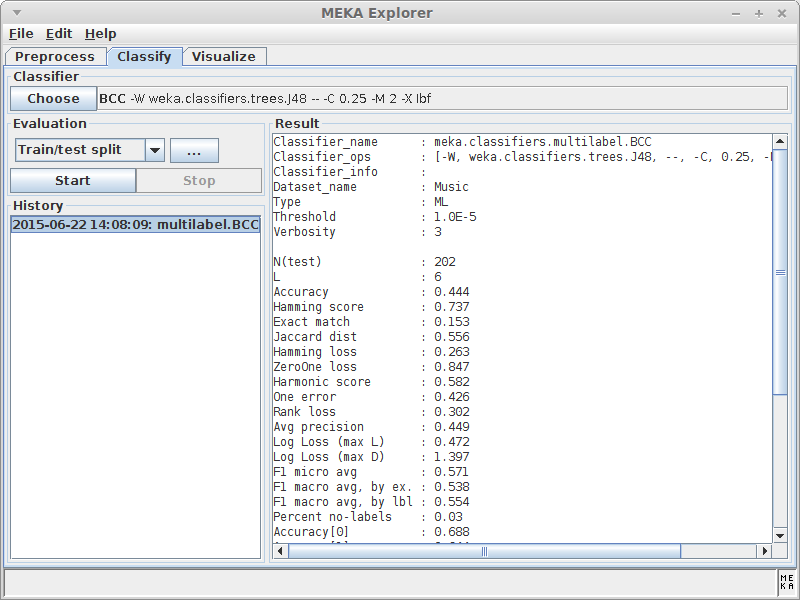 MEKA Explorer
File Edit Help
Preprocess Classify Visualize
Classifier
Choose BCC -W weka.classifiers.trees.J48 -- -C 0.25 -M 2 -X Ibf
Evaluation
Train/test split ...
Start Stop
History
2015-06-22 14:08:09: multilabel.BCC
Result
Classifier_name : meka.classifiers.multilabel.BCC
Classifier_ops : [-W, weka.classifiers.trees.J48, --, -C, 0.25,
Classifier_info :
Dataset_name : Music
Type : ML
Threshold : 1.0E-5
Verbosity : 3
N(test) : 202
L : 6
Accuracy : 0.444
Hamming score : 0.737
Exact match : 0.153
Jaccard dist : 0.556
Hamming loss : 0.263
ZeroOne loss : 0.847
Harmonic score : 0.582
One error : 0.426
Rank loss : 0.302
Avg precision : 0.449
Log Loss (max L) : 0.472
Log Loss (max D) : 1.397
F1 micro avg : 0.571
F1 macro avg, by ex. : 0.538
F1 macro avg, by lbl : 0.554
Percent no-labels : 0.03
Accuracy[0] : 0.688
ME
KA